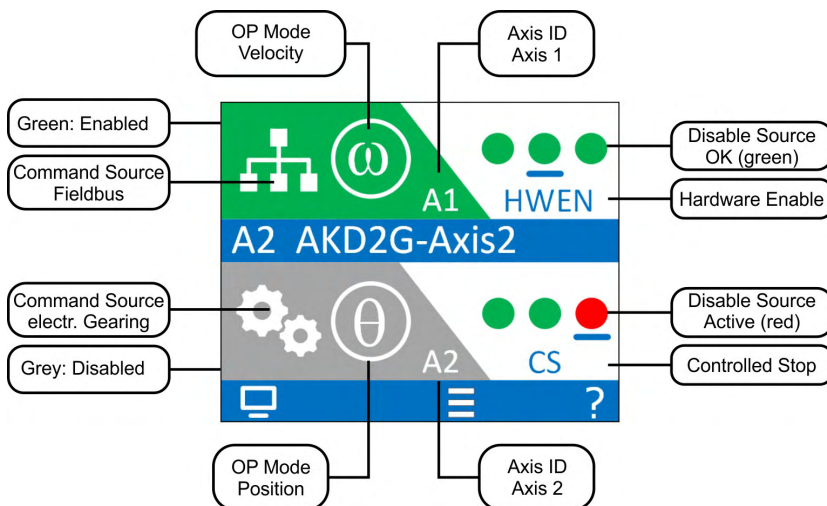 OP Mode
Velocity
Axis ID
Axis 1
Green: Enabled
Command Source
Fieldbus
ω
A1
HWEN
Disable Source
OK (green)
Hardware Enable
A2 AKD2G-Axis2
Command Source
electr. Gearing
Grey: Disabled
θ
A2
CS
Disable Source
Active (red)
Controlled Stop
?
OP Mode
Position
Axis ID
Axis 2